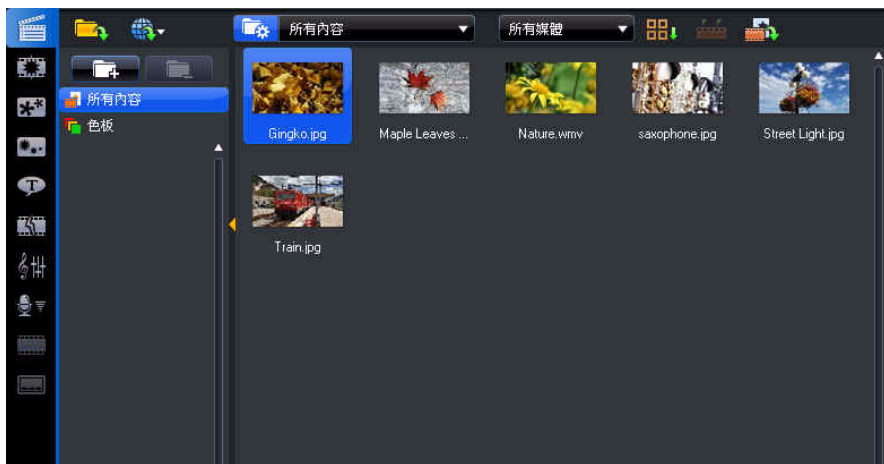 所有內容
所有媒體
所有內容
色板
Gingko.jpg
Maple Leaves ...
Nature.wmv
saxophone.jpg
Street Light.jpg
Train.jpg
T